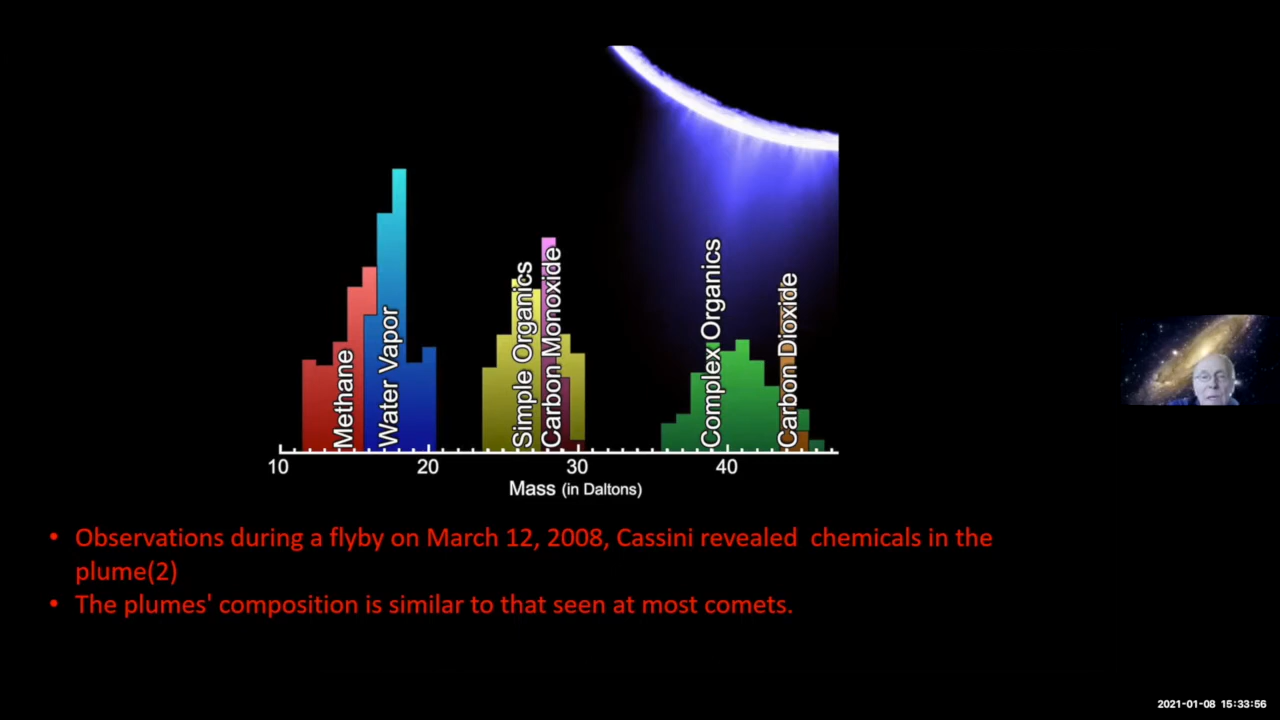 Methane
Water Vapor
Simple Organics
Carbon Monoxide
Complex Organics
Carbon Dioxide
10 20 30 40
Mass (in Daltons)
• Observations during a flyby on March 12, 2008, Cassini revealed  chemicals in the
plume(2)
• The plumes' composition is similar to that seen at most comets.
2021-01-08 15:33:56